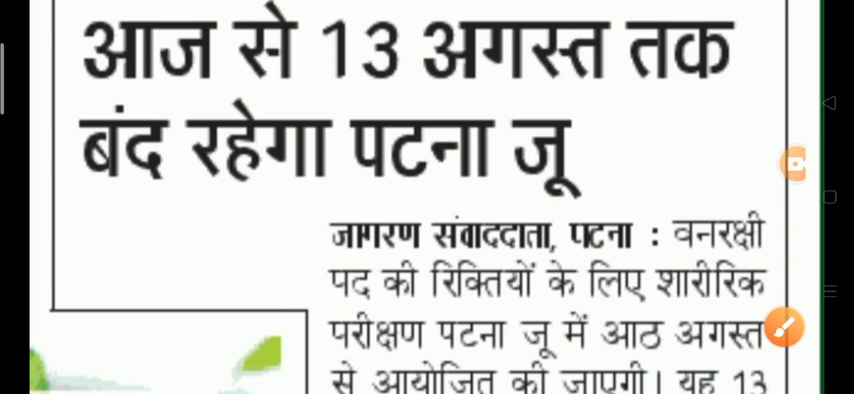 आज से 13 अगस्त तक
बंद रहेगा पटना जू
जागरण संवाददाता, पटना : वनरक्षी
पद की रिक्तियों के लिए शारीरिक
परीक्षण पटना जू में आठ अगस्त
से आयोजित की जाएगी। यह 13